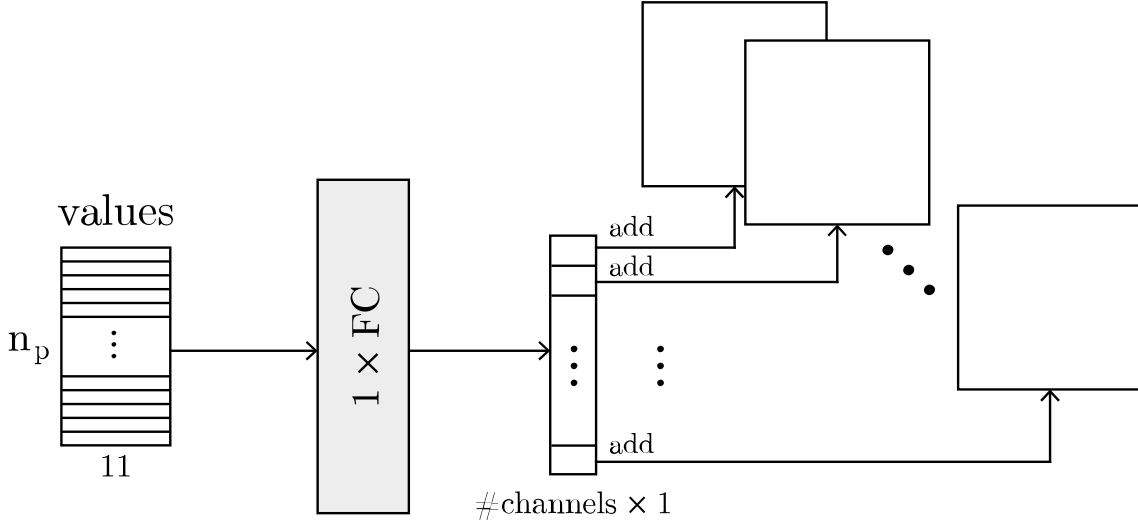 values
n_p
11
1 × FC
add
add
add
#channels × 1